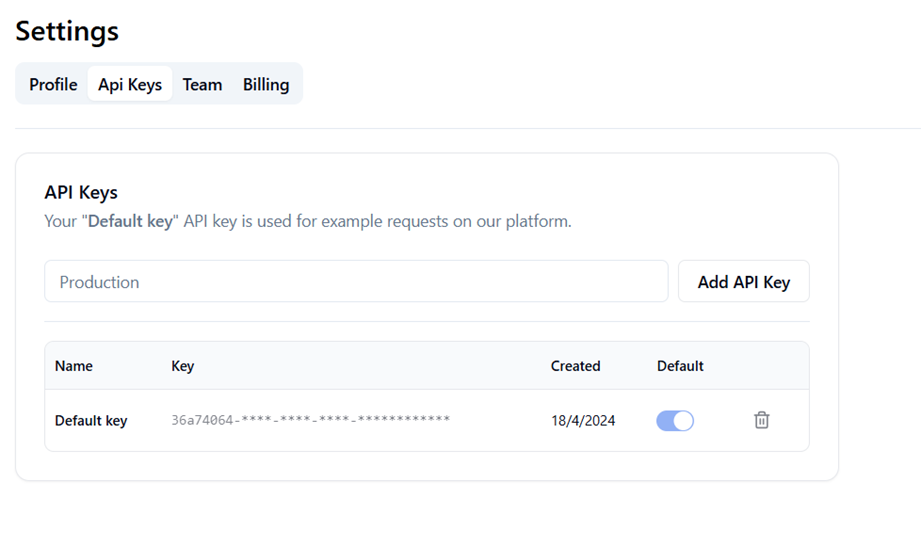 Settings
Profile Api Keys Team Billing
API Keys
Your "Default key" API key is used for example requests on our platform.
Production Add API Key
Name Key Created Default
Default key 36a74064-****-****-****-************ 18/4/2024